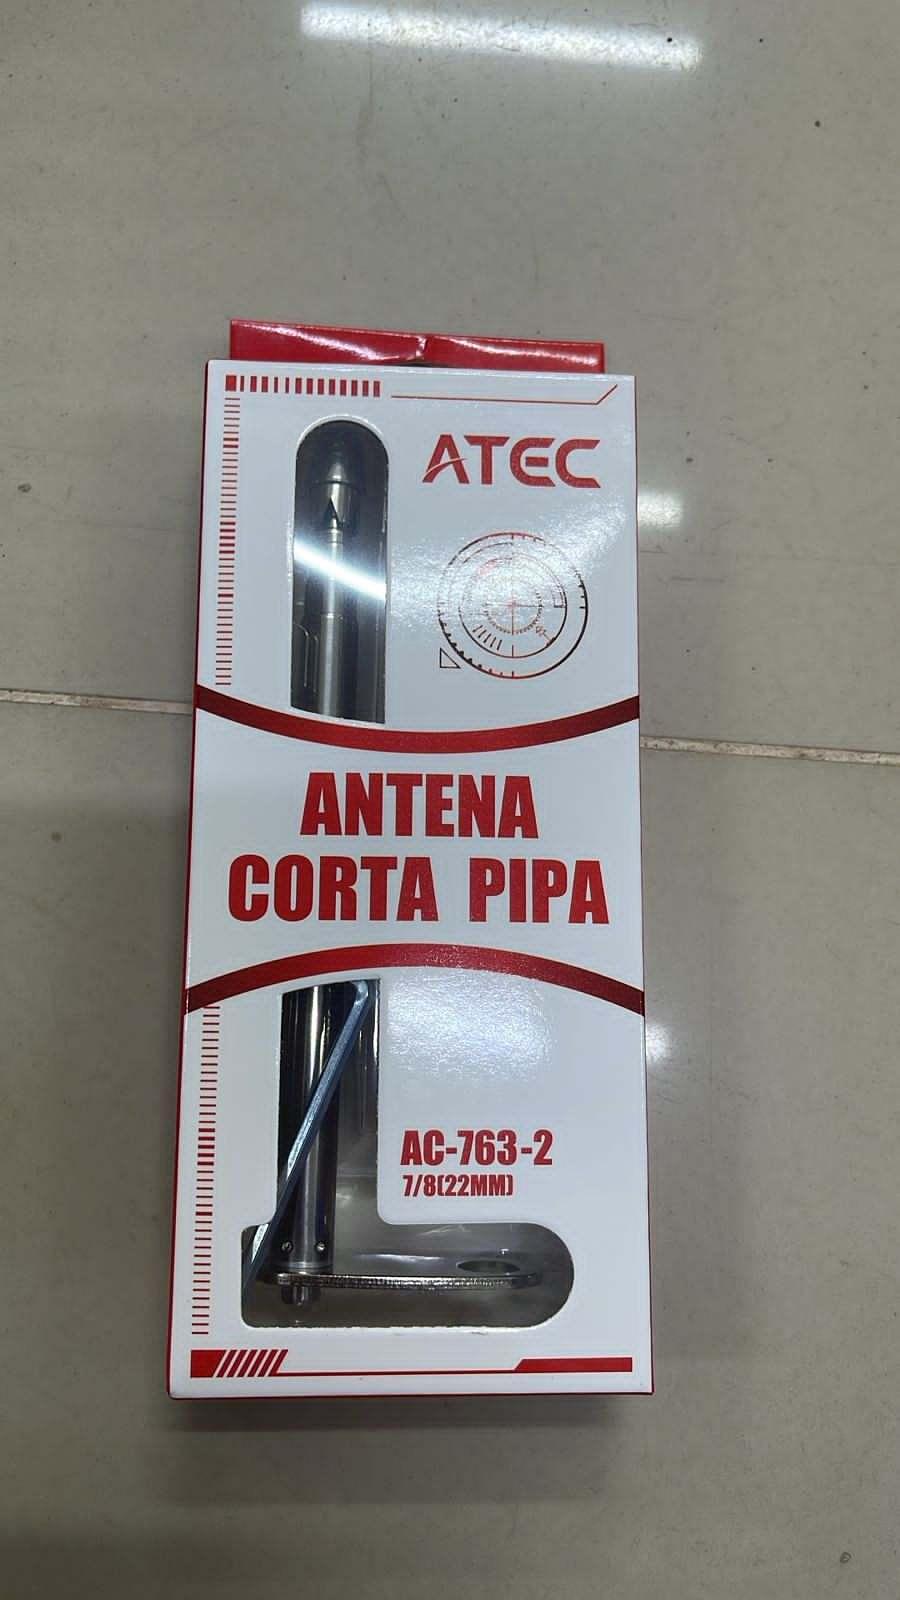 ATEC
ANTENA
CORTA PIPA
AC-763-2
7/8(22MM)